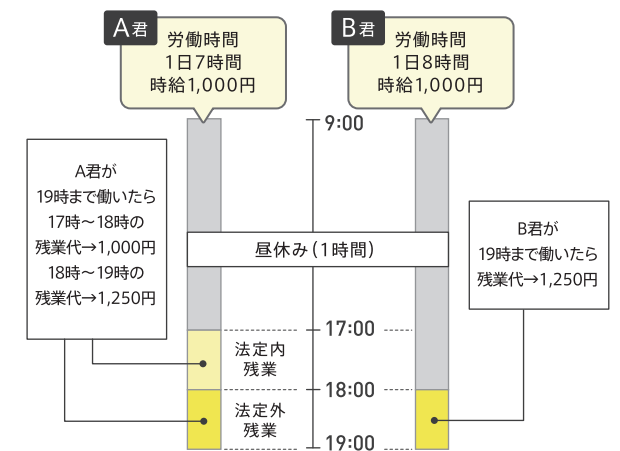 A君
労働時間
1日7時間
時給1,000円
B君
労働時間
1日8時間
時給1,000円
9:00
A君が
19時まで働いたら
17時～18時の
残業代→1,000円
18時～19時の
残業代→1,250円
B君が
19時まで働いたら
残業代→1,250円
昼休み（1時間）
17:00
法定内
残業
18:00
法定外
残業
19:00